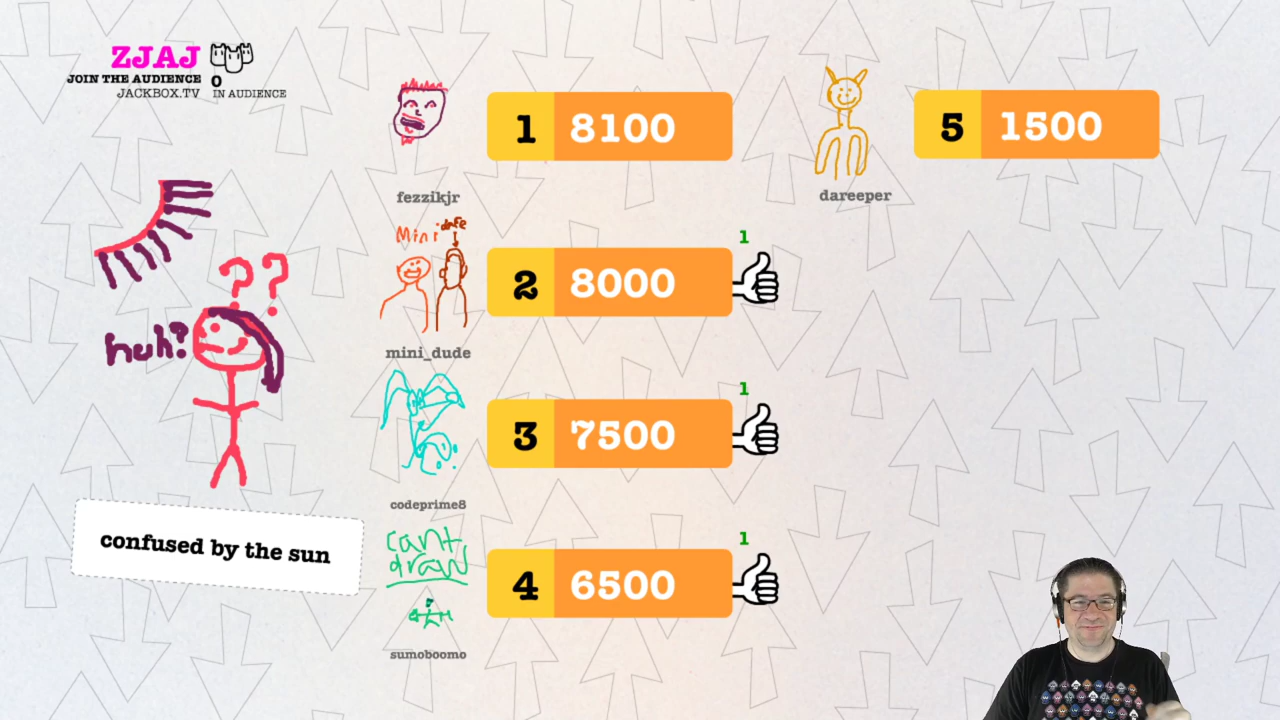 ZJAJ
JOIN THE AUDIENCE
JACKBOX.TV
0
IN AUDIENCE
? ?
huh?
confused by the sun
1 8100
fezzikjr
Mini dafe
2 8000
1
mini_dude
3 7500
1
codeprime8
cant
draw
4 6500
1
sumoboomo
5 1500
dareeper